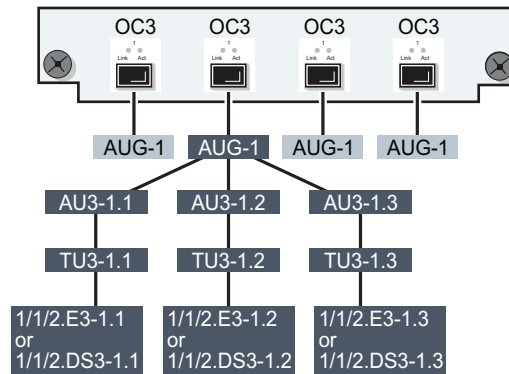 OC3 OC3 OC3 OC3
1 1 1 1
Link Act Link Act Link Act Link Act
AUG-1 AUG-1 AUG-1 AUG-1
AU3-1.1 AU3-1.2 AU3-1.3
TU3-1.1 TU3-1.2 TU3-1.3
1/1/2.E3-1.1 1/1/2.E3-1.2 1/1/2.E3-1.3
or or or
1/1/2.DS3-1.1 1/1/2.DS3-1.2 1/1/2.DS3-1.3